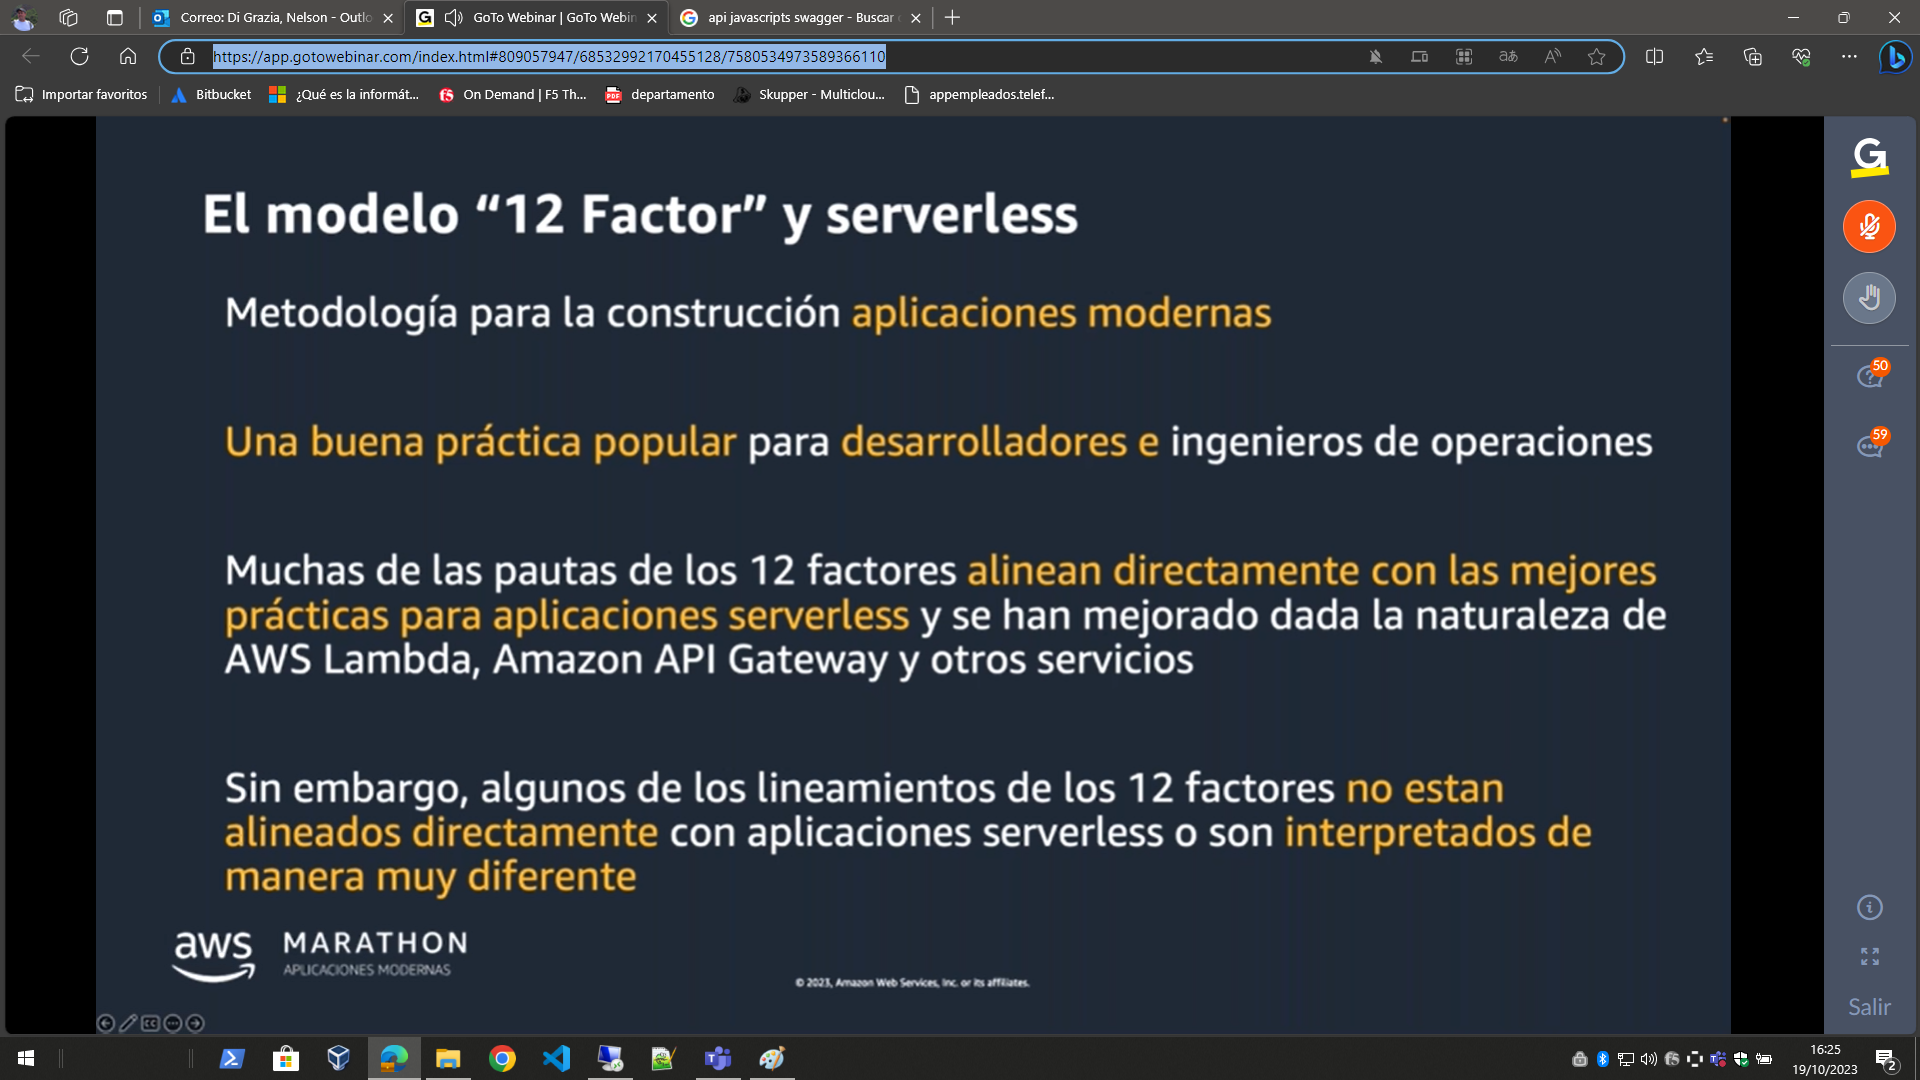 Correo: Di Grazia, Nelson - Outlo
GoTo Webinar | GoTo Webin
api javascripts swagger - Buscar
https://app.gotowebinar.com/index.html#809057947/68532992170455128/7580534973589366110
Importar favoritos
Bitbucket
¿Qué es la informát...
On Demand | F5 Th...
departamento
Skupper - Multiclou...
appempleados.telef...
El modelo “12 Factor” y serverless
Metodología para la construcción aplicaciones modernas
Una buena práctica popular para desarrolladores e ingenieros de operaciones
Muchas de las pautas de los 12 factores alinean directamente con las mejores
prácticas para aplicaciones serverless y se han mejorado dada la naturaleza de
AWS Lambda, Amazon API Gateway y otros servicios
Sin embargo, algunos de los lineamientos de los 12 factores no estan
alineados directamente con aplicaciones serverless o son interpretados de
manera muy diferente
aws MARATHON
APLICACIONES MODERNAS
© 2023, Amazon Web Services, Inc. or its affiliates.
50
59
Salir
16:25
19/10/2023
2